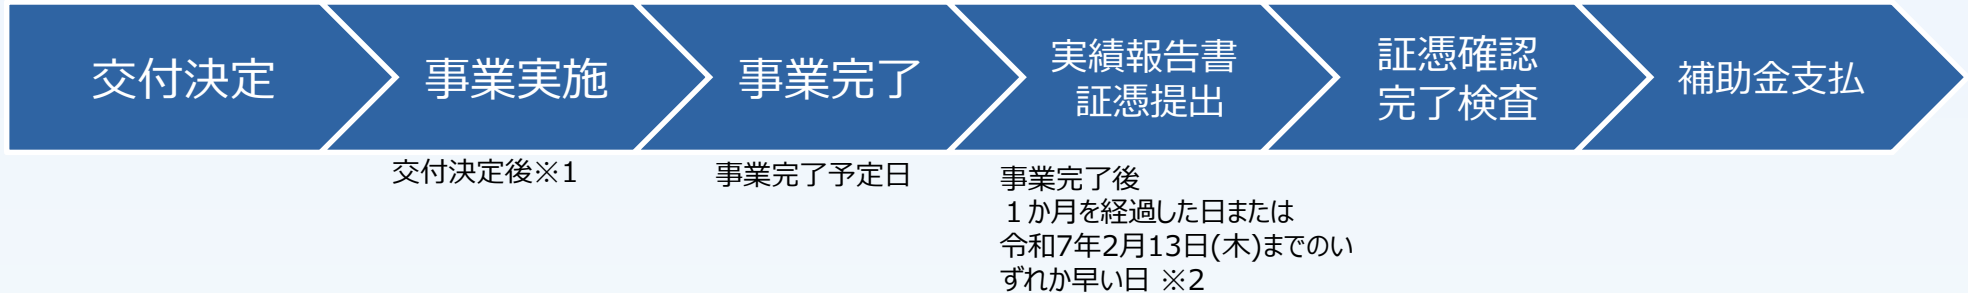 交付決定
事業実施
事業完了
実績報告書
証憑提出
証憑確認
完了検査
補助金支払
交付決定後※1
事業完了予定日
事業完了後
１か月を経過した日または
令和7年2月13日(木)までのい
ずれか早い日 ※2